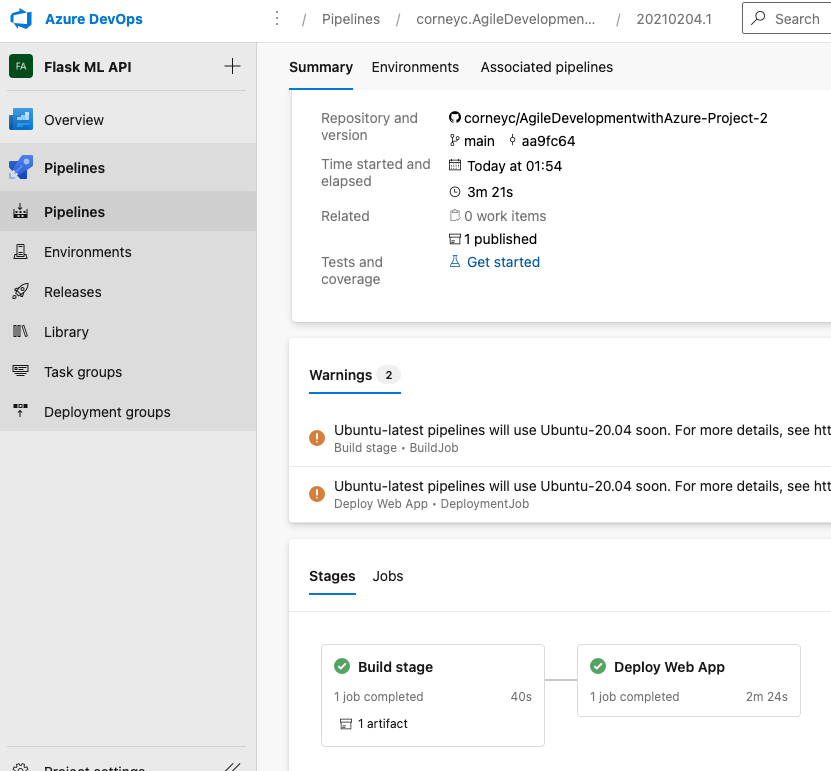 Azure DevOps
/ Pipelines / corneyc.AgileDevelopmen... / 20210204.1
Search
FA
Flask ML API
Overview
Pipelines
Pipelines
Environments
Releases
Library
Task groups
Deployment groups
Project settings
Summary Environments Associated pipelines
Repository and version
corneyc/AgileDevelopmentwithAzure-Project-2
main aa9fc64
Time started and elapsed
Today at 01:54
3m 21s
Related
0 work items
1 published
Tests and coverage
Get started
Warnings 2
Ubuntu-latest pipelines will use Ubuntu-20.04 soon. For more details, see htt
Build stage • BuildJob
Ubuntu-latest pipelines will use Ubuntu-20.04 soon. For more details, see htt
Deploy Web App • DeploymentJob
Stages Jobs
Build stage
1 job completed 40s
1 artifact
Deploy Web App
1 job completed 2m 24s